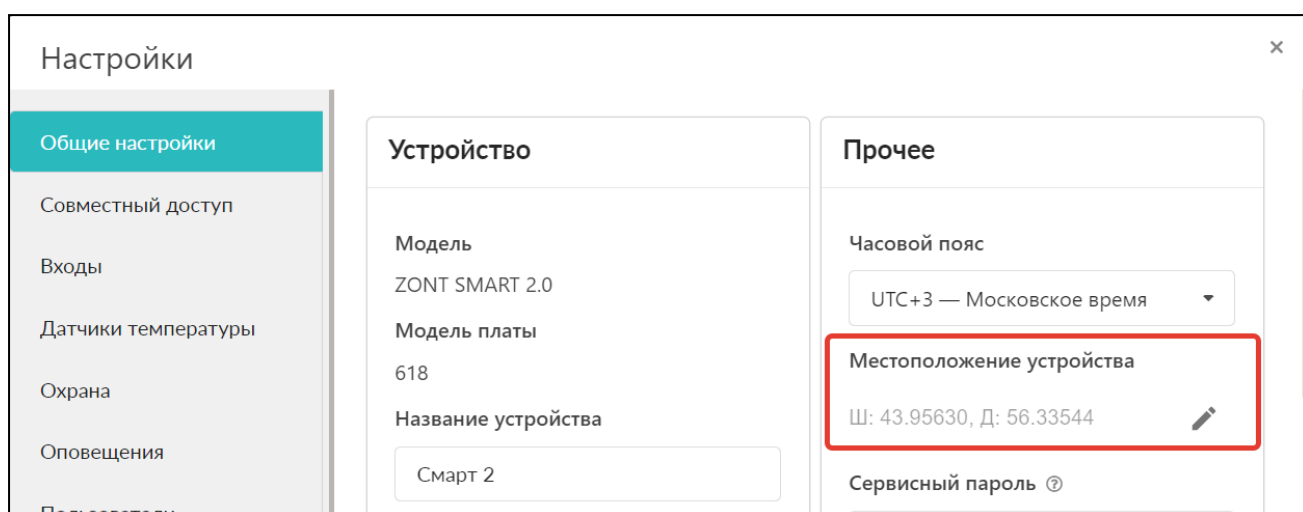 Настройки
Общие настройки
Совместный доступ
Входы
Датчики температуры
Охрана
Оповещения
Устройство
Модель
ZONT SMART 2.0
Модель платы
618
Название устройства
Смарт 2
Прочее
Часовой пояс
UTC+3 — Московское время
Местоположение устройства
Ш: 43.95630, Д: 56.33544
Сервисный пароль